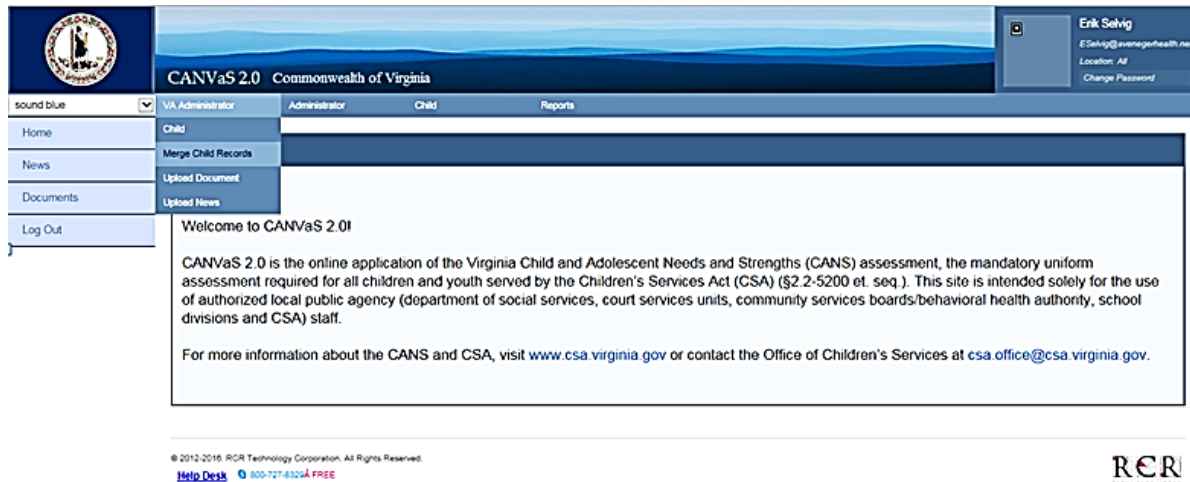 Erik Selvig
ESelvig@avenegerhealth.ne
Location: All
Change Password
CANVaS 2.0 Commonwealth of Virginia
sound blue
VA Administrator Administrator Child Reports
Home
News
Documents
Log Out
Child
Merge Child Records
Upload Document
Upload News
Welcome to CANVaS 2.0!
CANVaS 2.0 is the online application of the Virginia Child and Adolescent Needs and Strengths (CANS) assessment, the mandatory uniform
assessment required for all children and youth served by the Children's Services Act (CSA) (§2.2-5200 et. seq.). This site is intended solely for the use
of authorized local public agency (department of social services, court services units, community services boards/behavioral health authority, school
divisions and CSA) staff.
For more information about the CANS and CSA, visit www.csa.virginia.gov or contact the Office of Children's Services at csa.office@csa.virginia.gov.
© 2012-2016. RCR Technology Corporation. All Rights Reserved.
Help Desk 800-727-8329Â FREE
RCR